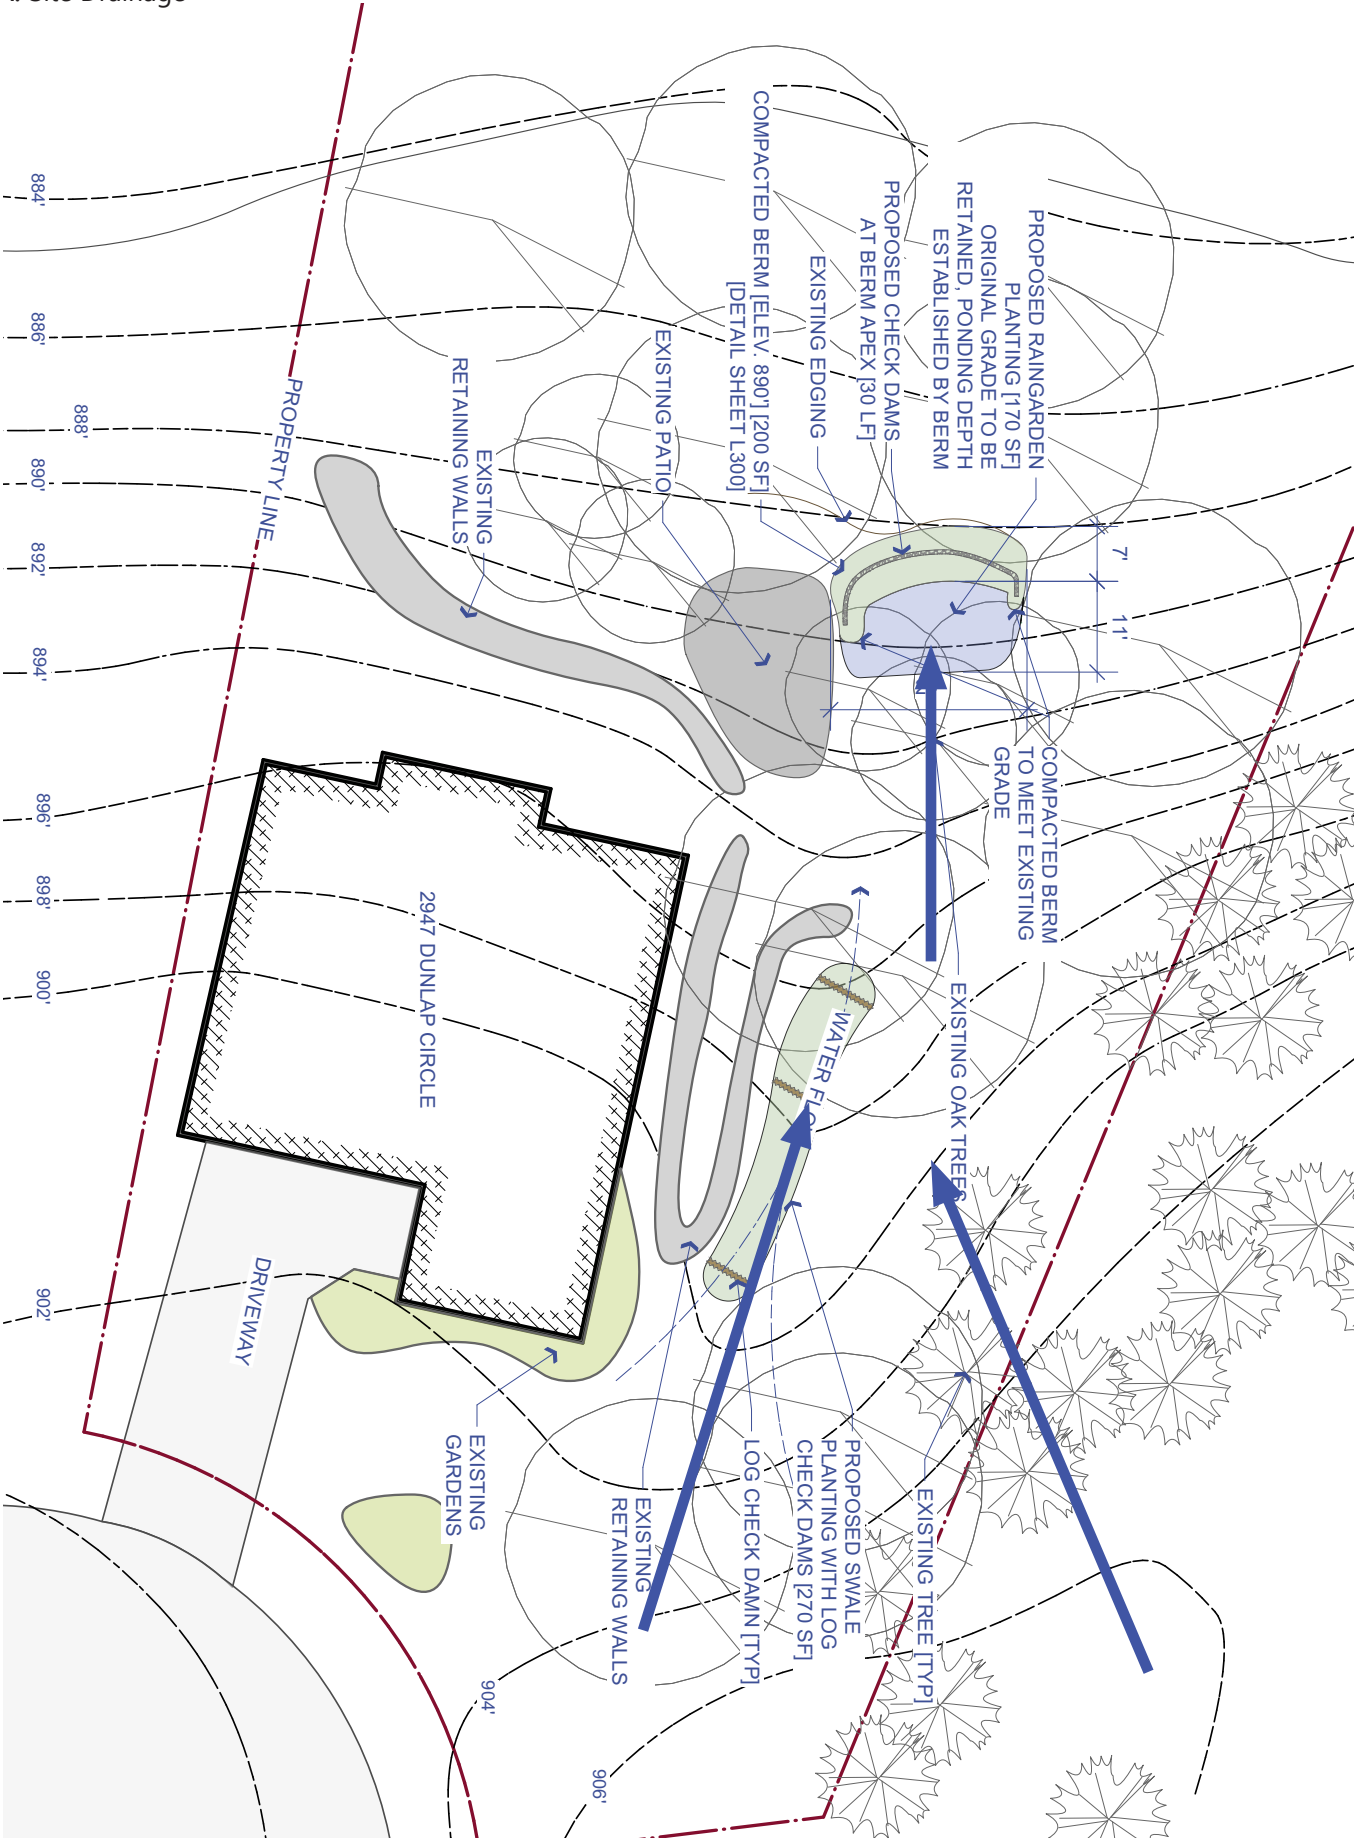 Site Drainage
884'
886'
888'
890'
892'
894'
896'
898'
900'
902'
904'
906'
PROPERTY LINE
COMPACTED BERM [ELEV. 890'] [200 SF]
[DETAIL SHEET L300]
EXISTING EDGING
PROPOSED CHECK DAMS
AT BERM APEX [30 LF]
PROPOSED RAINGARDEN
PLANTING [170 SF]
ORIGINAL GRADE TO BE
RETAINED, PONDING DEPTH
ESTABLISHED BY BERM
EXISTING PATIO
EXISTING
RETAINING WALLS
7'
11'
COMPACTED BERM
TO MEET EXISTING
GRADE
2947 DUNLAP CIRCLE
WATER FLO
EXISTING OAK TREES
DRIVEWAY
EXISTING
GARDENS
EXISTING
RETAINING WALLS
LOG CHECK DAMN [TYP]
PROPOSED SWALE
PLANTING WITH LOG
CHECK DAMS [270 SF]
EXISTING TREE [TYP]